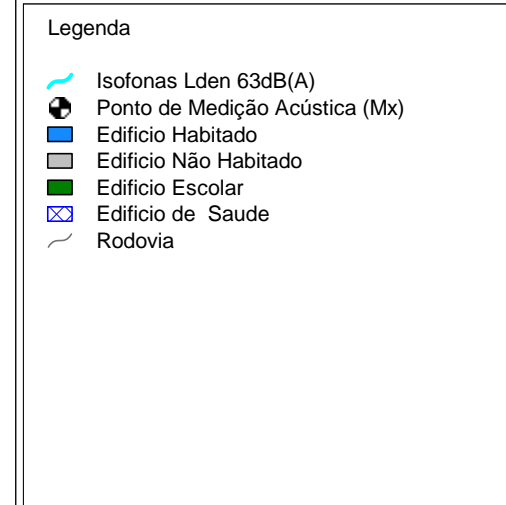 Legenda
Isofonas Lden 63dB(A)
Ponto de Medição Acústica (Mx)
Edificio Habitado
Edificio Não Habitado
Edificio Escolar
Edificio de Saude
Rodovia